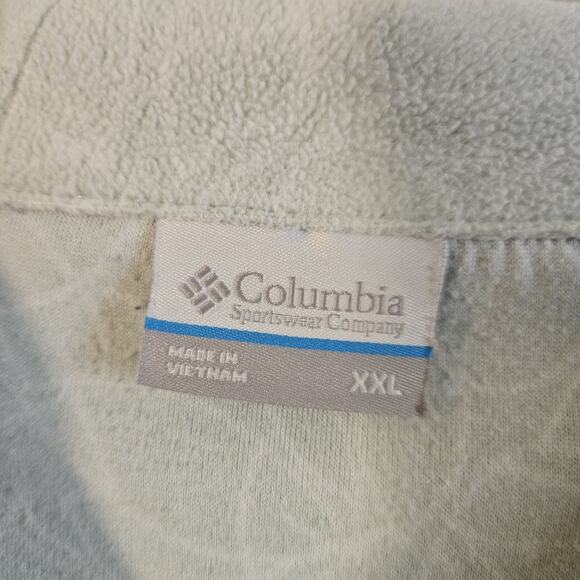 Columbia
Sportswear Company
MADE IN
VIETNAM
XXL